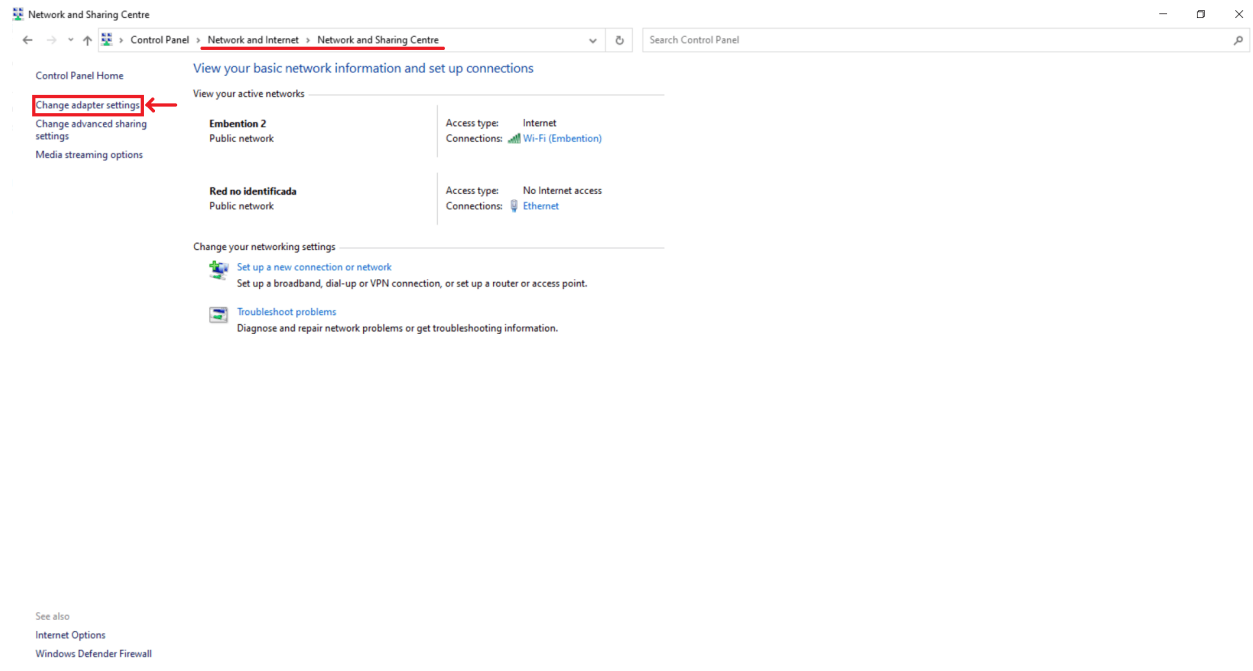 Network and Sharing Centre
Control Panel > Network and Internet > Network and Sharing Centre
Search Control Panel
Control Panel Home
Change adapter settings
Change advanced sharing
settings
Media streaming options
View your basic network information and set up connections
View your active networks
Embention 2
Public network
Access type: Internet
Connections: Wi-Fi (Embention)
Red no identificada
Public network
Access type: No Internet access
Connections: Ethernet
Change your networking settings
Set up a new connection or network
Set up a broadband, dial-up or VPN connection, or set up a router or access point.
Troubleshoot problems
Diagnose and repair network problems or get troubleshooting information.
See also
Internet Options
Windows Defender Firewall